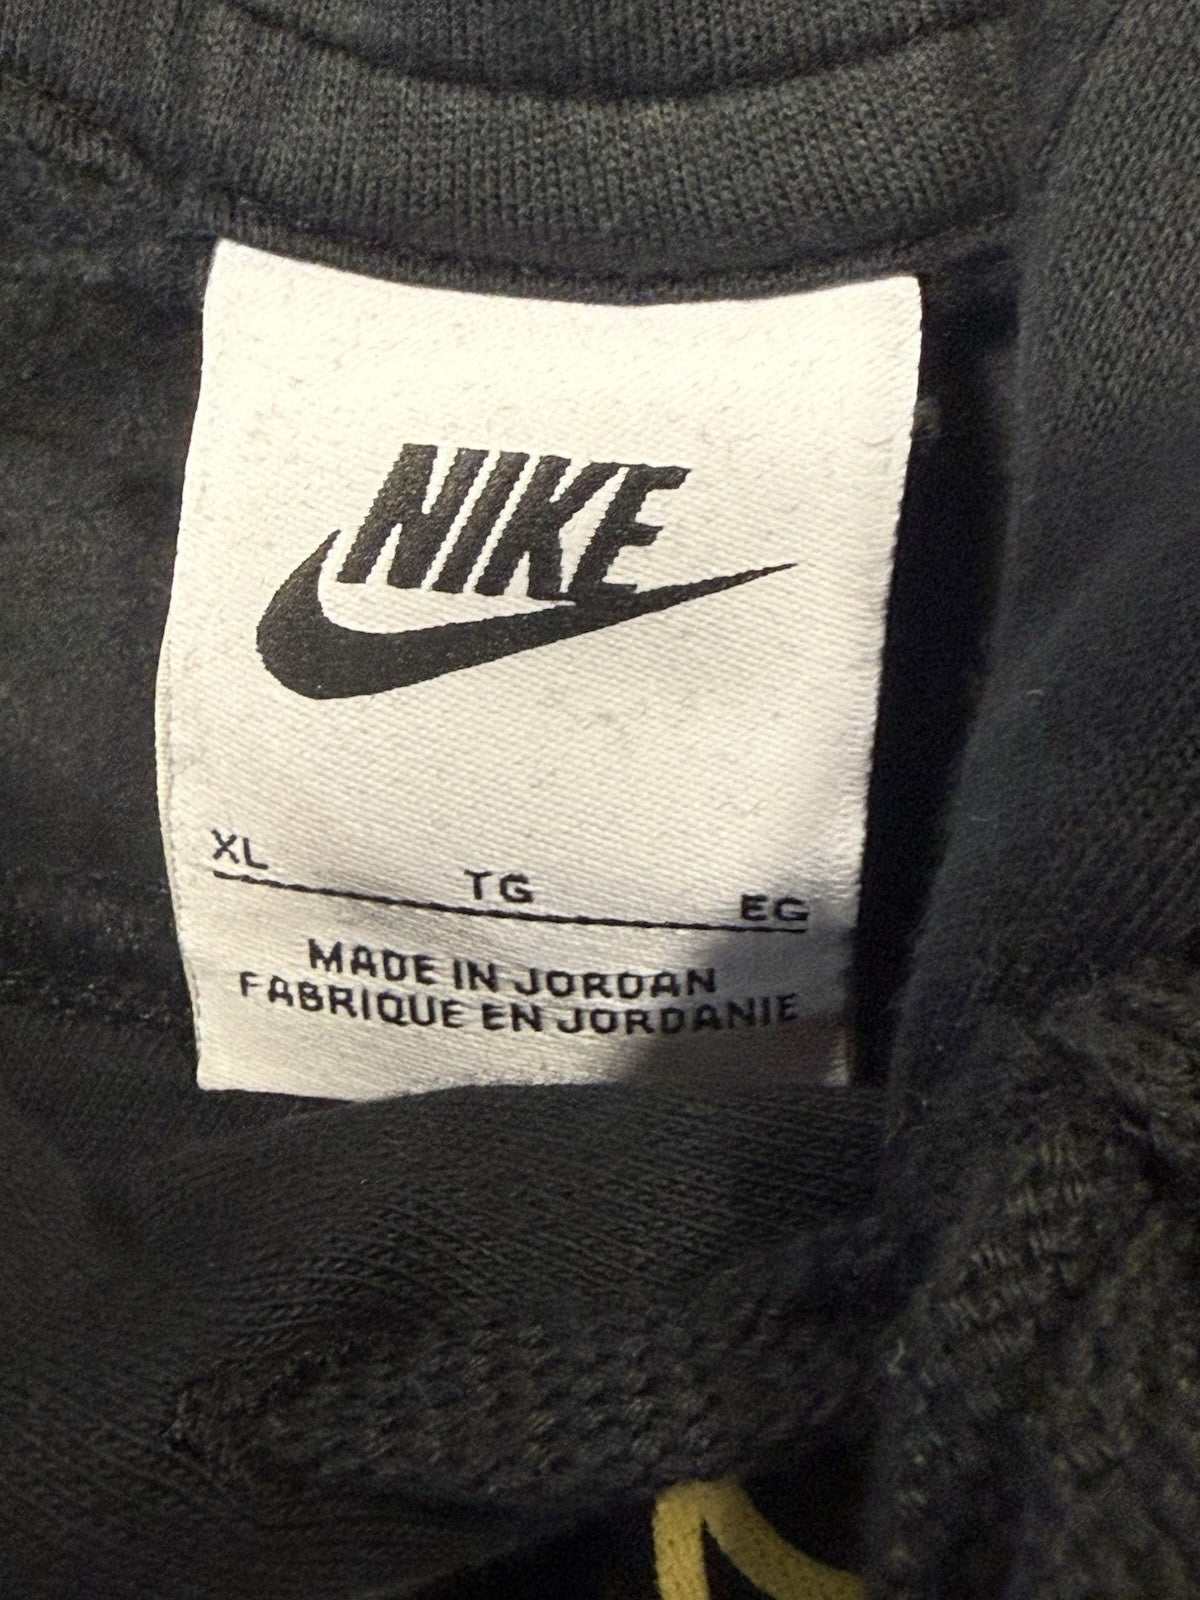 NIKE
XL TG EG
MADE IN JORDAN
FABRIQUE EN JORDANIE